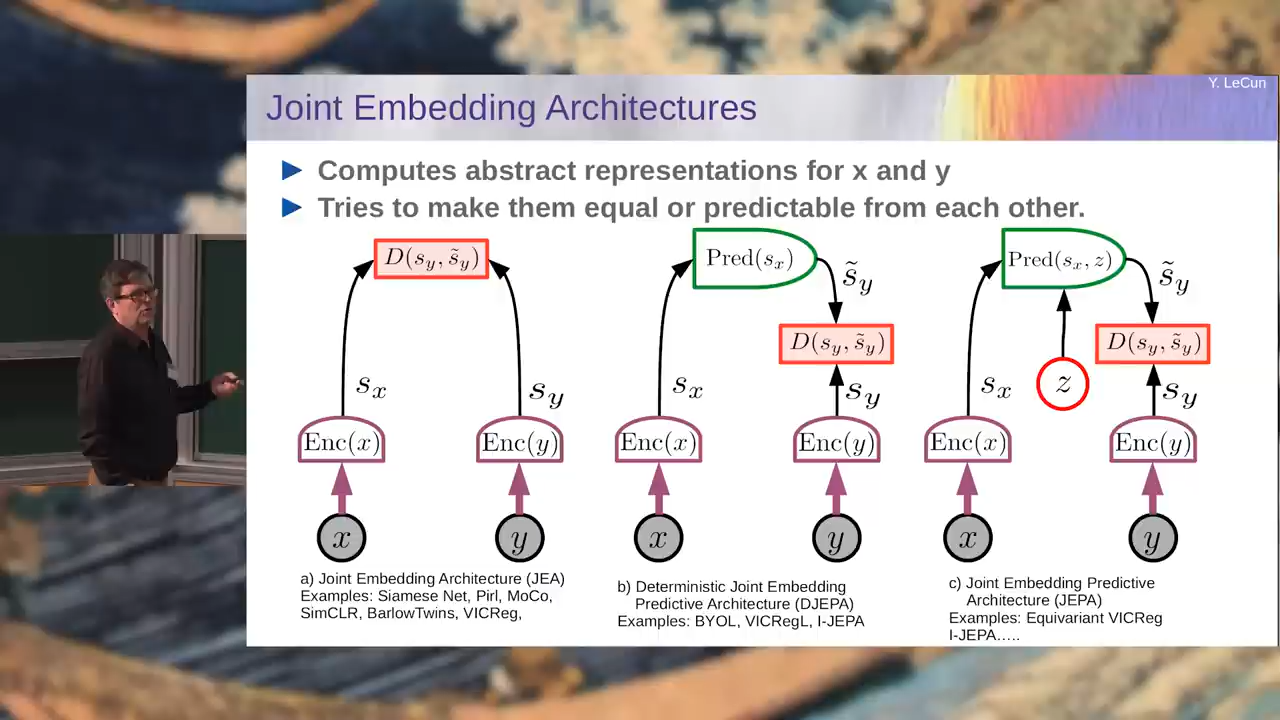 Y. LeCun
Joint Embedding Architectures
► Computes abstract representations for x and y
► Tries to make them equal or predictable from each other.
D(s_y, s̃_y)
s_x
s_y
Enc(x)
Enc(y)
x
y
a) Joint Embedding Architecture (JEA)
Examples: Siamese Net, Pirl, MoCo,
SimCLR, BarlowTwins, VICReg,
Pred(s_x)
s̃_y
D(s_y, s̃_y)
s_x
s_y
Enc(x)
Enc(y)
x
y
b) Deterministic Joint Embedding
Predictive Architecture (DJEPA)
Examples: BYOL, VICRegL, I-JEPA
Pred(s_x, z)
s̃_y
D(s_y, s̃_y)
s_x
z
s_y
Enc(x)
Enc(y)
x
y
c) Joint Embedding Predictive
Architecture (JEPA)
Examples: Equivariant VICReg
I-JEPA.....